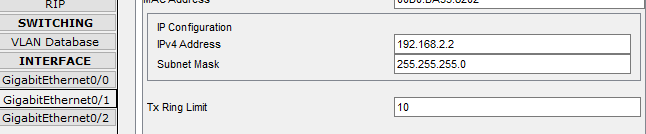 RIP
SWITCHING
VLAN Database
INTERFACE
GigabitEthernet0/0
GigabitEthernet0/1
GigabitEthernet0/2
MAC Address
IP Configuration
IPv4 Address 192.168.2.2
Subnet Mask 255.255.255.0
Tx Ring Limit 10